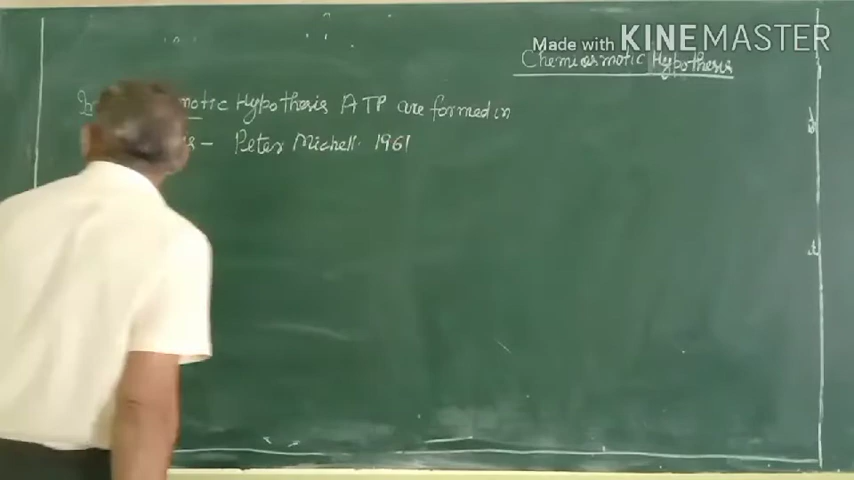 Made with KINEMASTER
Chemiosmotic Hypothesis
motic Hypothesis ATP are formed in
- Peter Michell. 1961